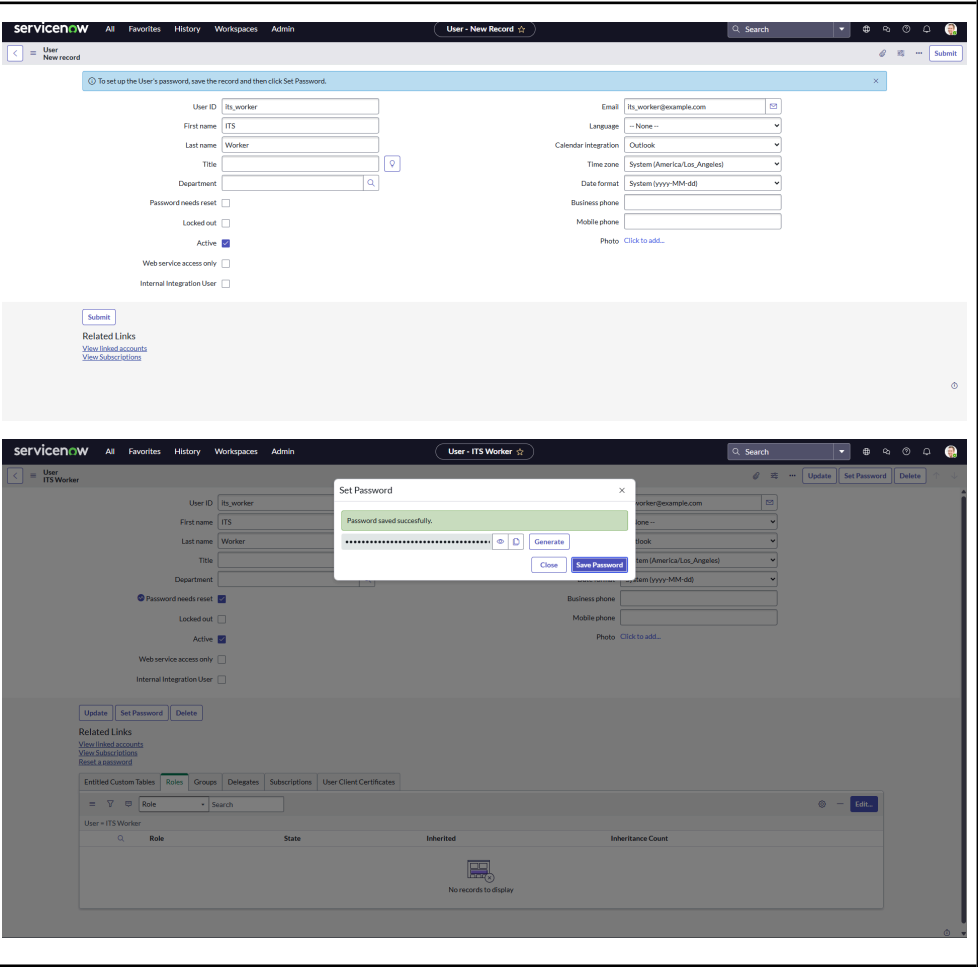 servicenow All Favorites History Workspaces Admin User - New Record ☆ Search
User
New record
Submit
To set up the User's password, save the record and then click Set Password. ×
User ID its_worker
First name ITS
Last name Worker
Title
Department
Password needs reset
Locked out
Active
Web service access only
Internal Integration User
Email its_worker@example.com
Language -- None --
Calendar integration Outlook
Time zone System (America/Los_Angeles)
Date format System (yyyy-MM-dd)
Business phone
Mobile phone
Photo Click to add...
Submit
Related Links
View linked accounts
View Subscriptions
servicenow All Favorites History Workspaces Admin User - ITS Worker ☆ Search
User
ITS Worker
Update Set Password Delete
Set Password ×
Password saved succesfully.
Generate
Close Save Password
User ID its_worker
First name ITS
Last name Worker
Title
Department
Password needs reset
Locked out
Active
Web service access only
Internal Integration User
worker@example.com
Business phone
Mobile phone
Photo Click to add...
Update Set Password Delete
Related Links
View linked accounts
View Subscriptions
Reset a password
Entitled Custom Tables Roles Groups Delegates Subscriptions User Client Certificates
Role Search
Edit...
User = ITS Worker
Role State Inherited Inheritance Count
No records to display